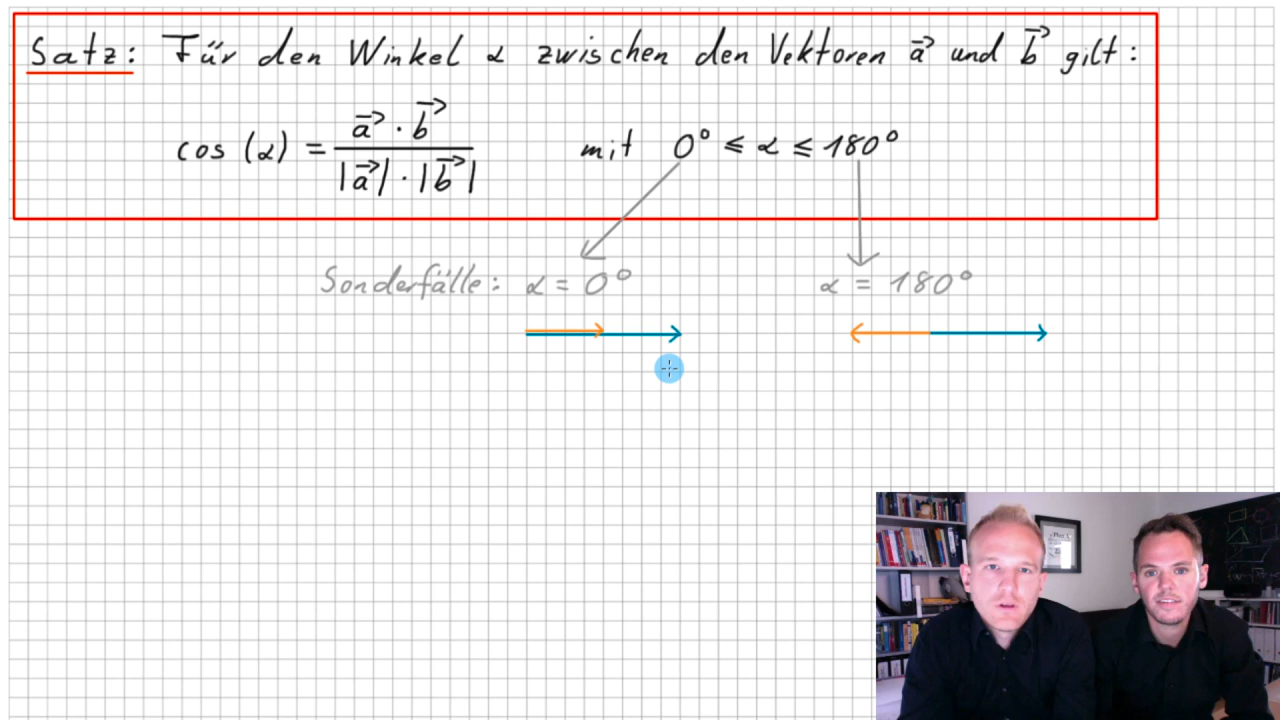 Satz: Für den Winkel α zwischen den Vektoren a⃗ und b⃗ gilt:
cos (α) = (a⃗ · b⃗) / (|a⃗| · |b⃗|) mit 0° ≤ α ≤ 180°
Sonderfälle: α = 0° α = 180°